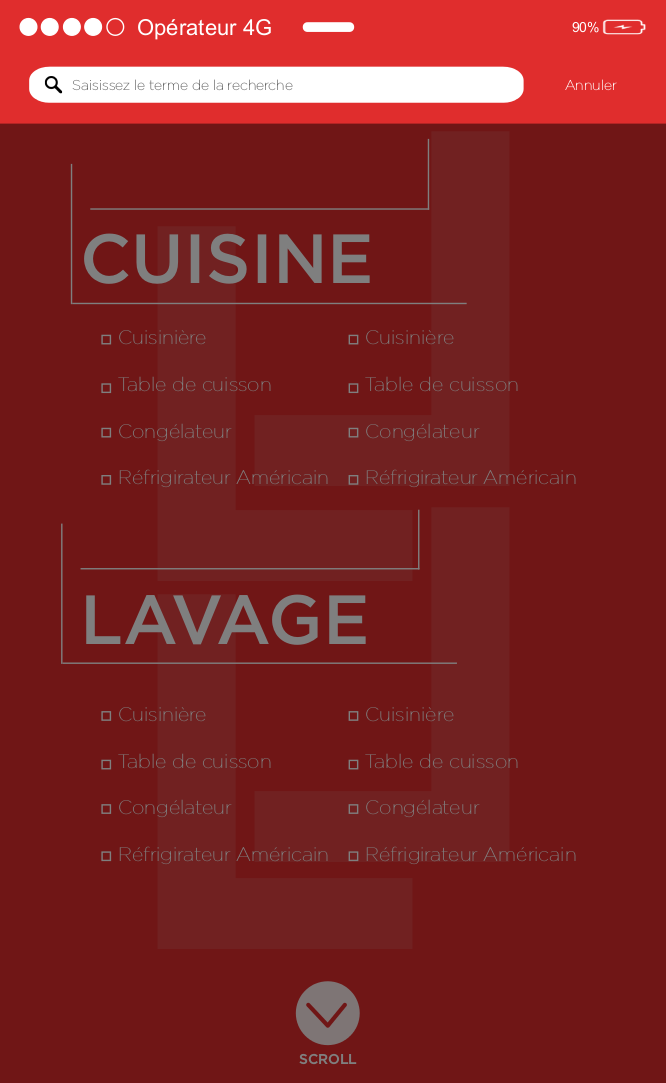 Opérateur 4G 90%
Saisissez le terme de la recherche Annuler
CUISINE
Cuisinière Cuisinière
Table de cuisson Table de cuisson
Congélateur Congélateur
Réfrigirateur Américain Réfrigirateur Américain
LAVAGE
Cuisinière Cuisinière
Table de cuisson Table de cuisson
Congélateur Congélateur
Réfrigirateur Américain Réfrigirateur Américain
SCROLL